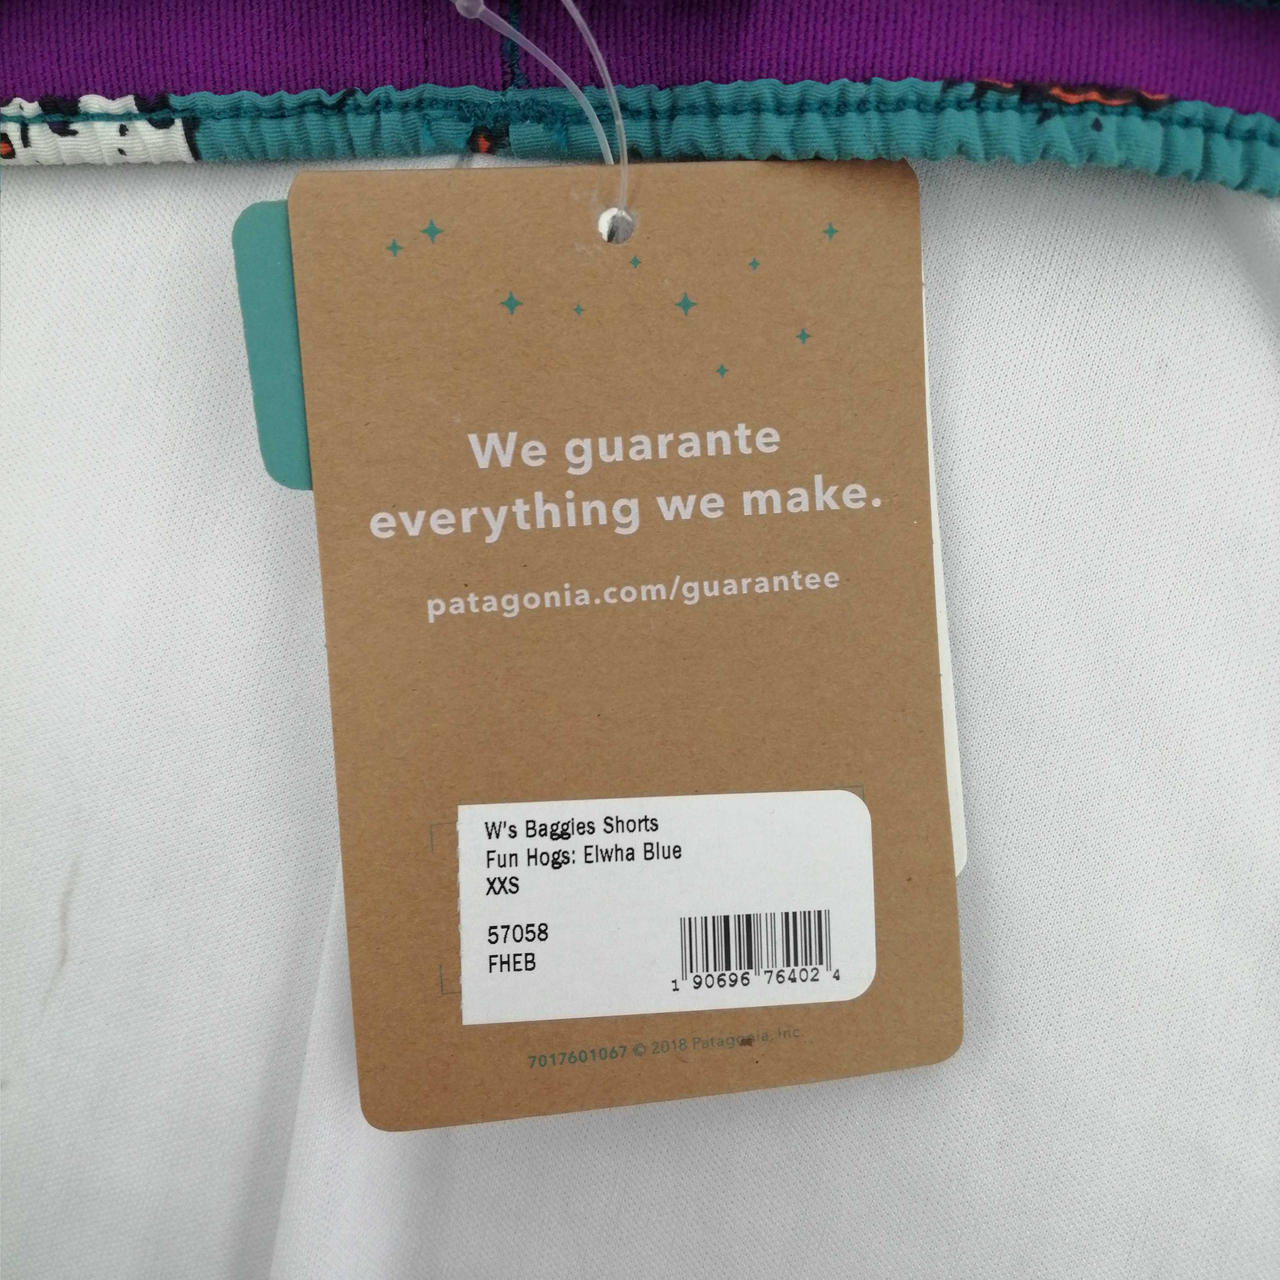 We guarante
everything we make.
patagonia.com/guarantee
W's Baggies Shorts
Fun Hogs: Elwha Blue
XXS
57058
FHEB
1 90696 76402 4
7017601067 © 2018 Patagonia, Inc.